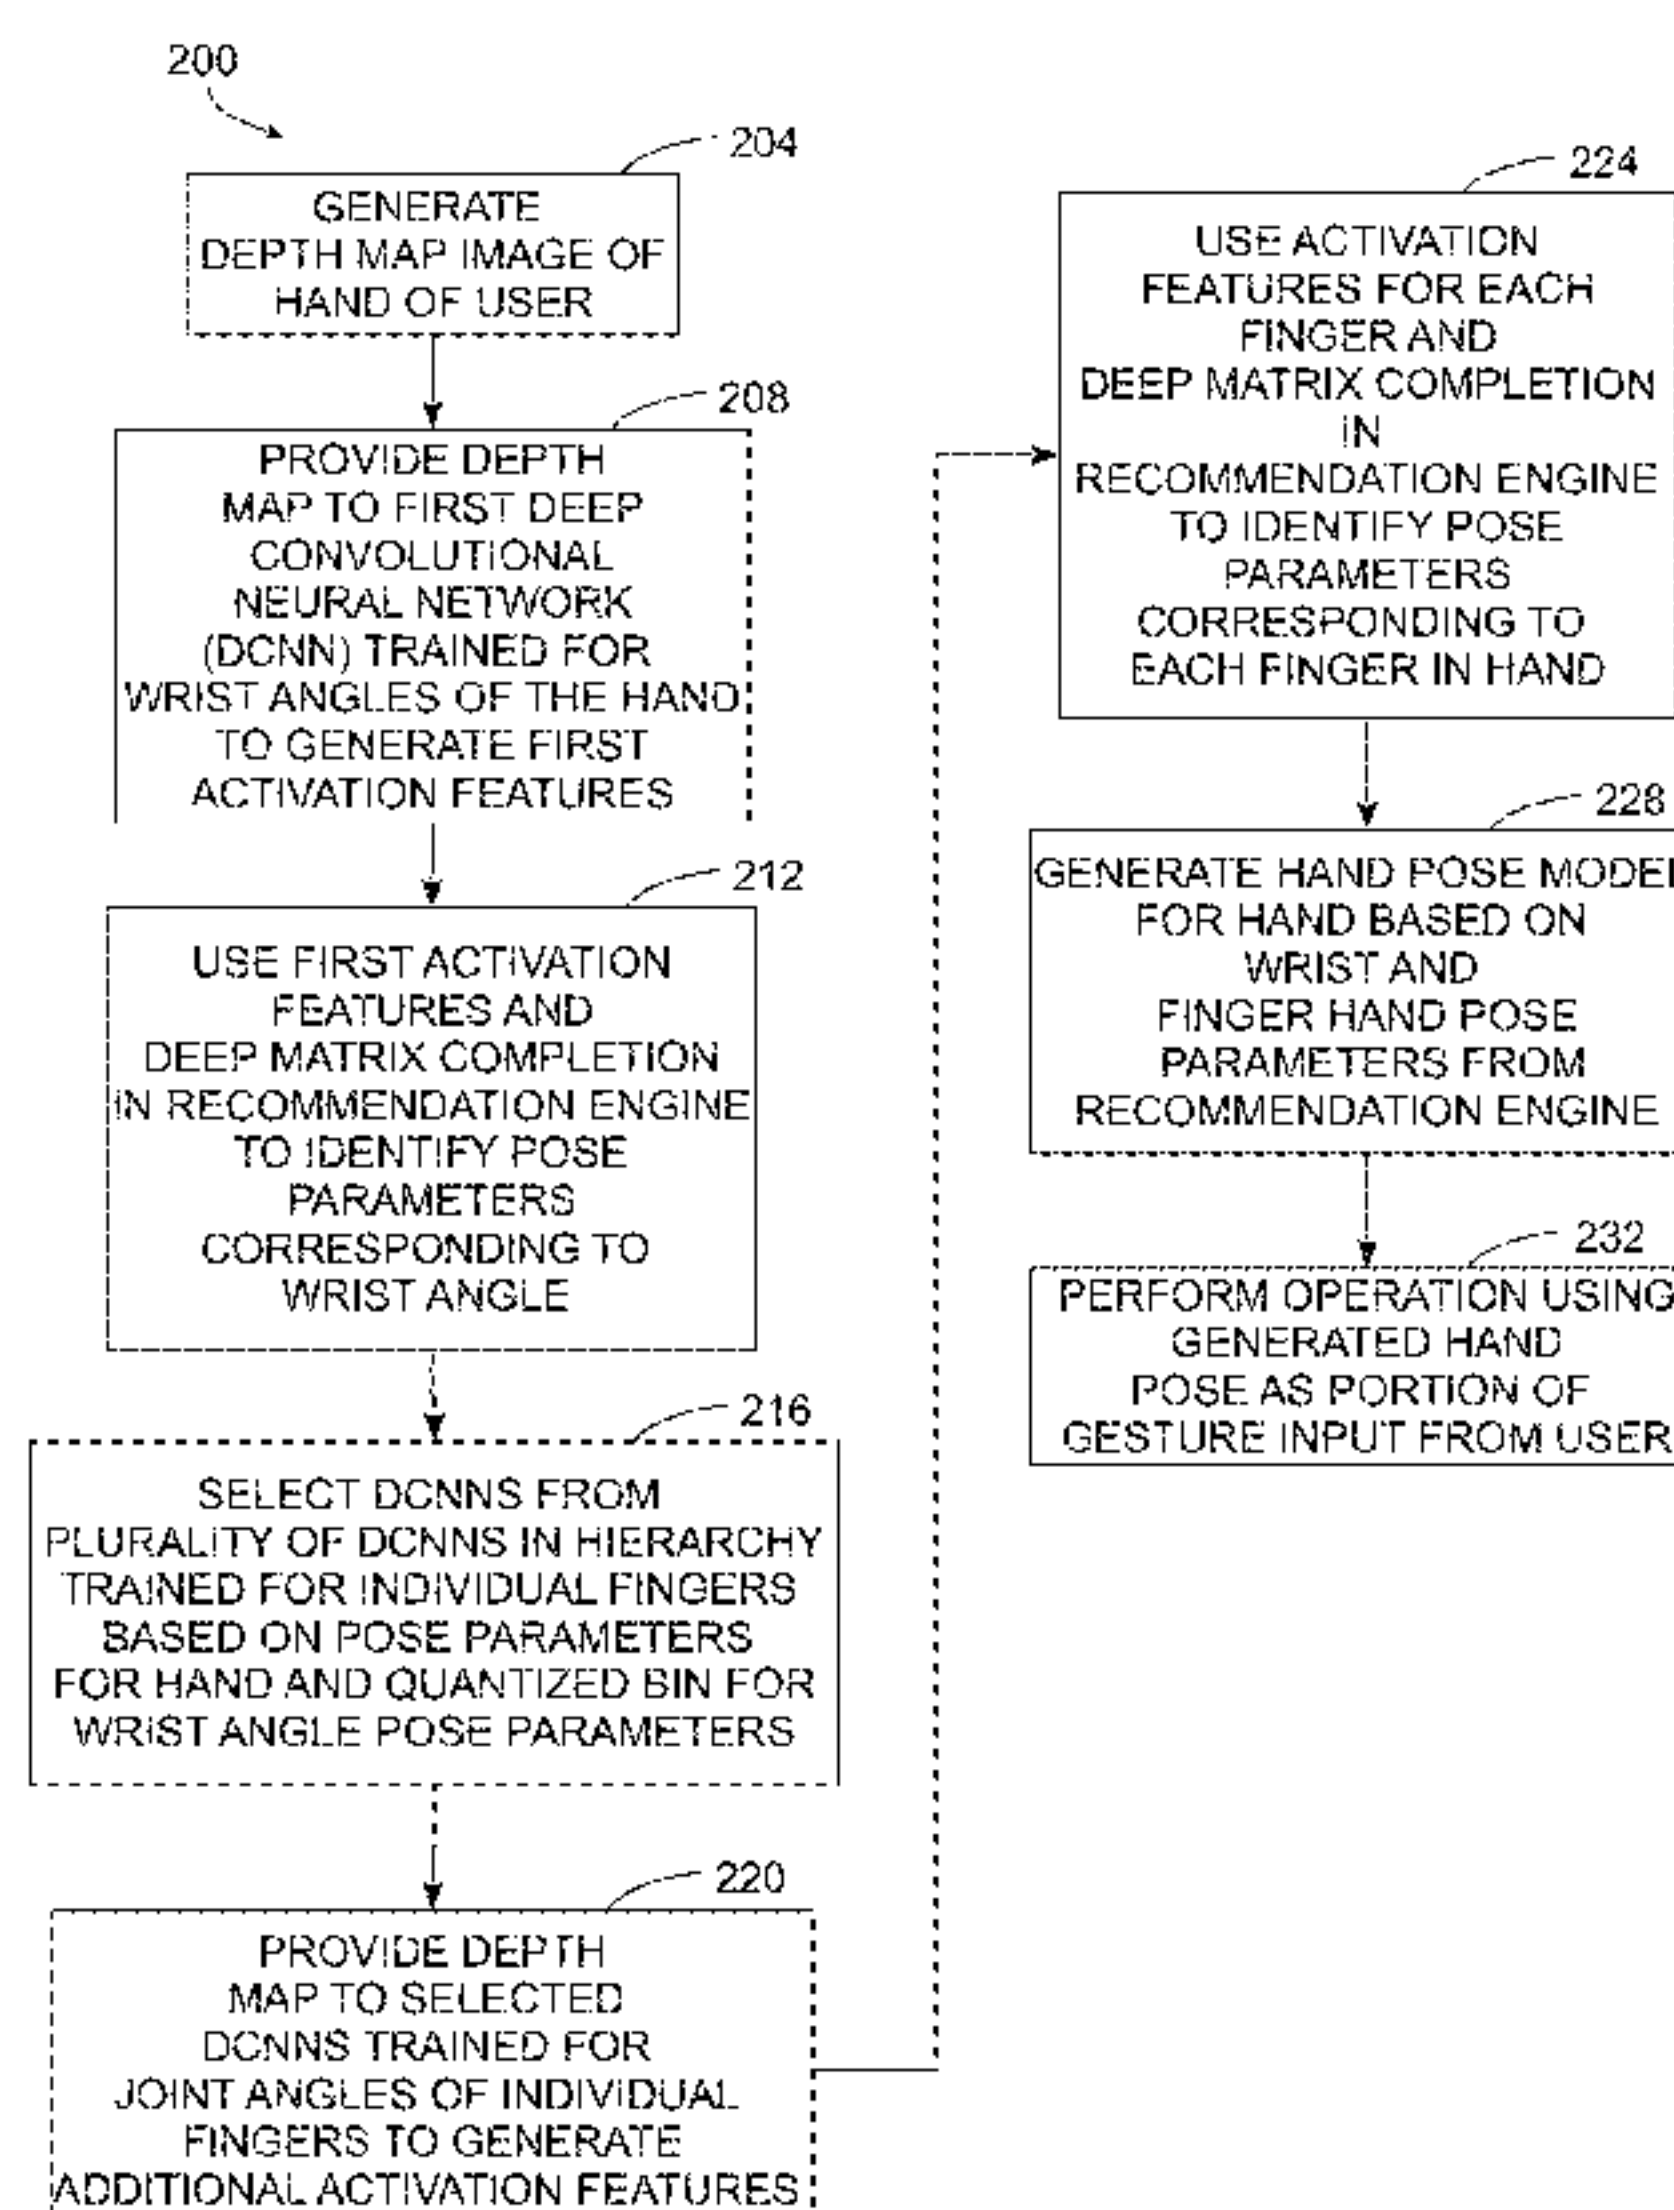 200
204
GENERATE
DEPTH MAP IMAGE OF
HAND OF USER
208
PROVIDE DEPTH
MAP TO FIRST DEEP
CONVOLUTIONAL
NEURAL NETWORK
(DCNN) TRAINED FOR
WRIST ANGLES OF THE HAND
TO GENERATE FIRST
ACTIVATION FEATURES
212
USE FIRST ACTIVATION
FEATURES AND
DEEP MATRIX COMPLETION
IN RECOMMENDATION ENGINE
TO IDENTIFY POSE
PARAMETERS
CORRESPONDING TO
WRIST ANGLE
216
SELECT DCNNS FROM
PLURALITY OF DCNNS IN HIERARCHY
TRAINED FOR INDIVIDUAL FINGERS
BASED ON POSE PARAMETERS
FOR HAND AND QUANTIZED BIN FOR
WRIST ANGLE POSE PARAMETERS
220
PROVIDE DEPTH
MAP TO SELECTED
DCNNS TRAINED FOR
JOINT ANGLES OF INDIVIDUAL
FINGERS TO GENERATE
ADDITIONAL ACTIVATION FEATURES
224
USE ACTIVATION
FEATURES FOR EACH
FINGER AND
DEEP MATRIX COMPLETION
IN
RECOMMENDATION ENGINE
TO IDENTIFY POSE
PARAMETERS
CORRESPONDING TO
EACH FINGER IN HAND
228
GENERATE HAND POSE MODEL
FOR HAND BASED ON
WRIST AND
FINGER HAND POSE
PARAMETERS FROM
RECOMMENDATION ENGINE
232
PERFORM OPERATION USING
GENERATED HAND
POSE AS PORTION OF
GESTURE INPUT FROM USER